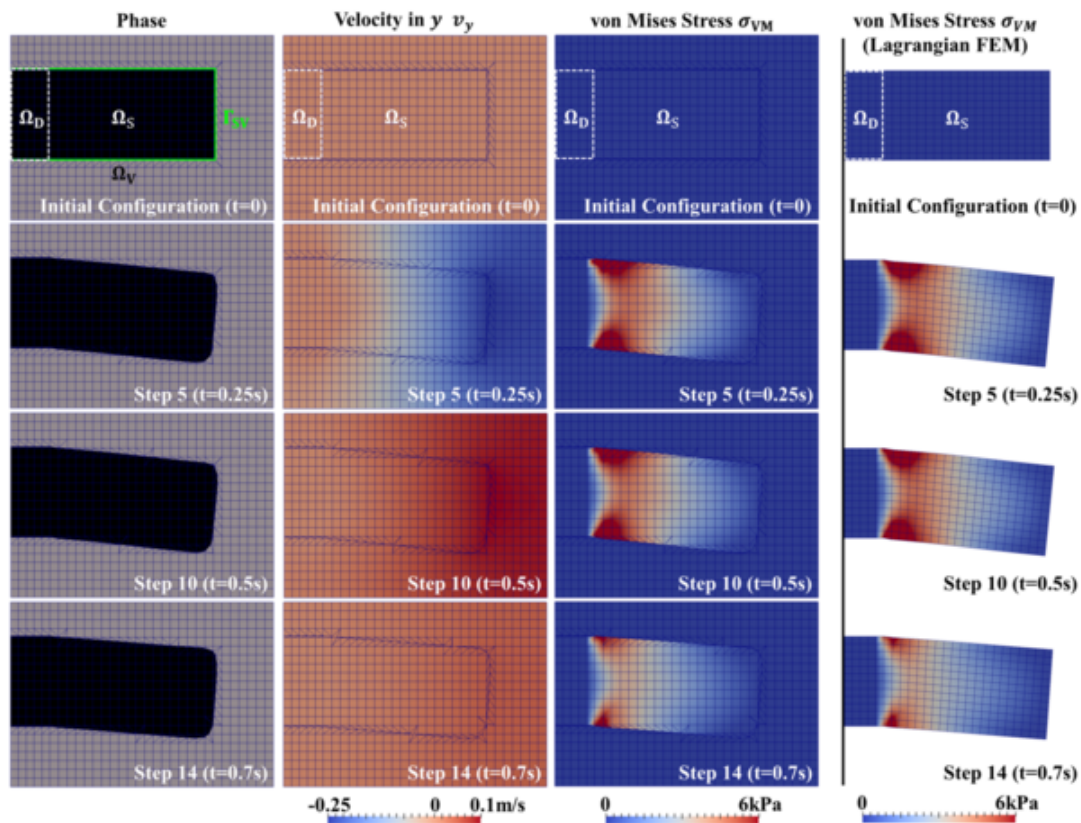 Phase
Velocity in y v_y
von Mises Stress σ_VM
von Mises Stress σ_VM
(Lagrangian FEM)
Ω_D Ω_S Γ_SV
Ω_V
Initial Configuration (t=0)
Ω_D Ω_S
Initial Configuration (t=0)
Ω_D Ω_S
Initial Configuration (t=0)
Ω_D Ω_S
Initial Configuration (t=0)
Step 5 (t=0.25s)
Step 5 (t=0.25s)
Step 5 (t=0.25s)
Step 5 (t=0.25s)
Step 10 (t=0.5s)
Step 10 (t=0.5s)
Step 10 (t=0.5s)
Step 10 (t=0.5s)
Step 14 (t=0.7s)
Step 14 (t=0.7s)
Step 14 (t=0.7s)
Step 14 (t=0.7s)
-0.25 0 0.1m/s
0 6kPa
0 6kPa